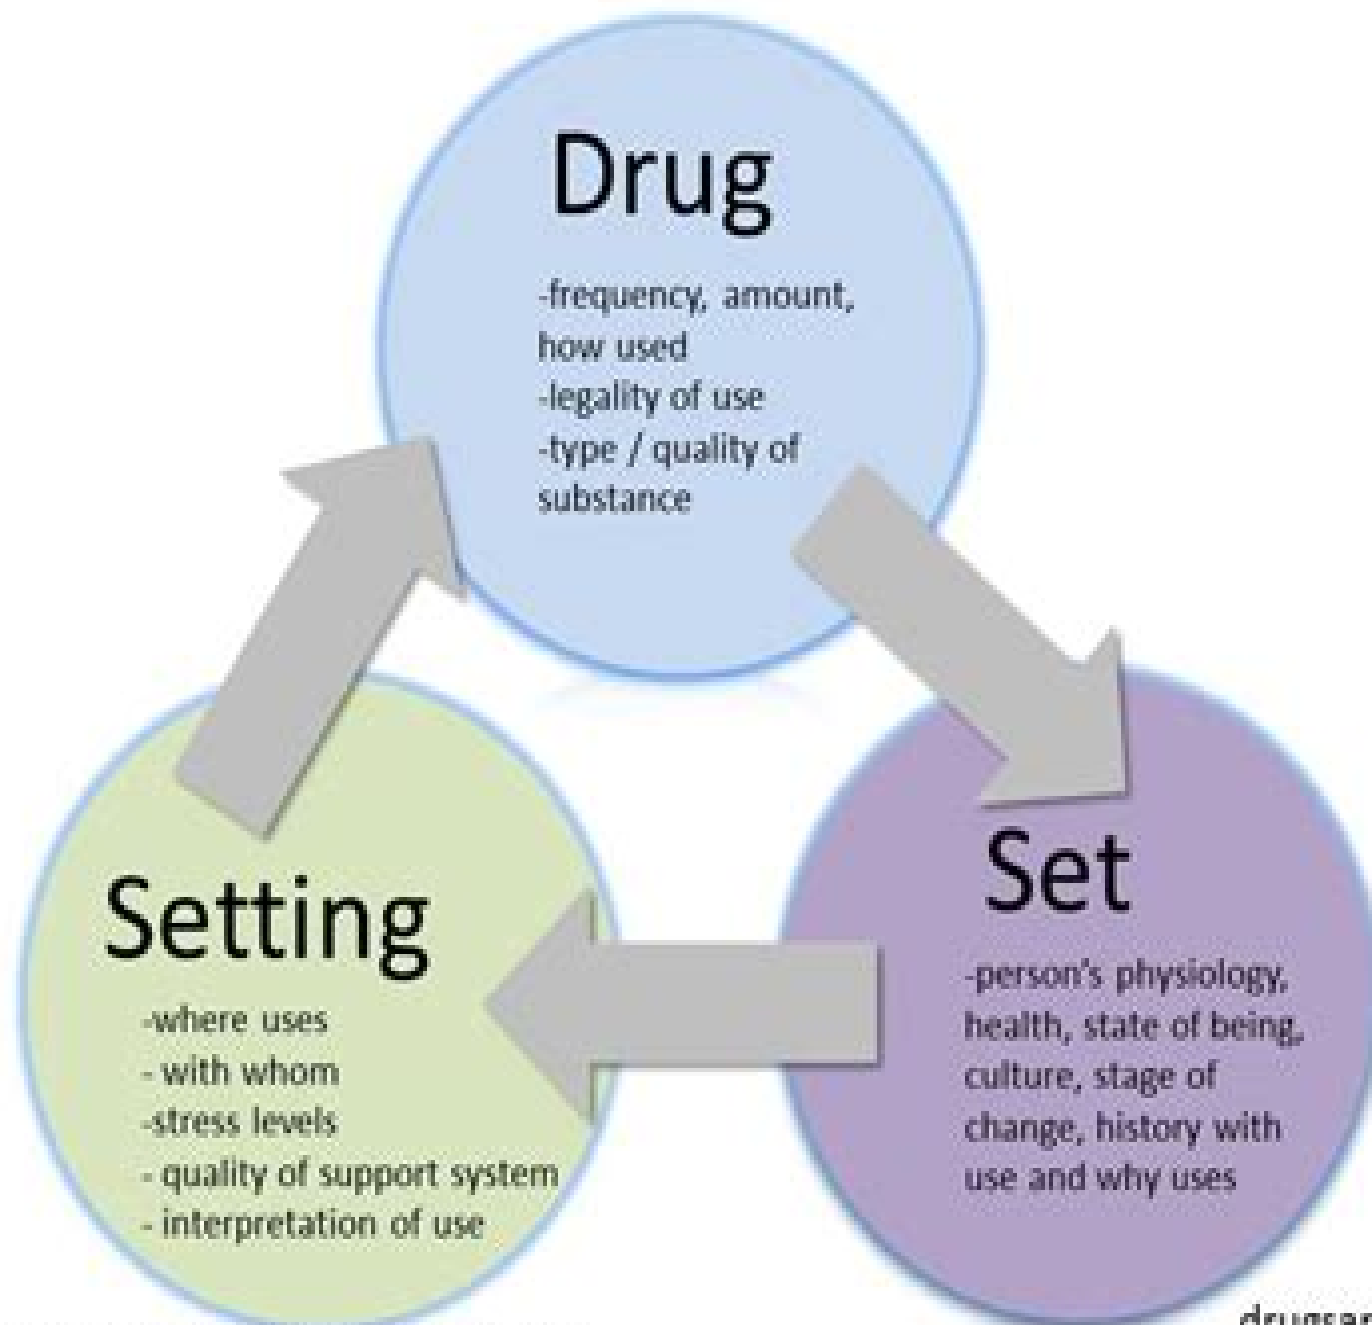 Drug
-frequency, amount,
how used
-legality of use
-type / quality of
substance
Set
-person's physiology,
health, state of being,
culture, stage of
change, history with
use and why uses
Setting
-where uses
- with whom
-stress levels
- quality of support system
- interpretation of use